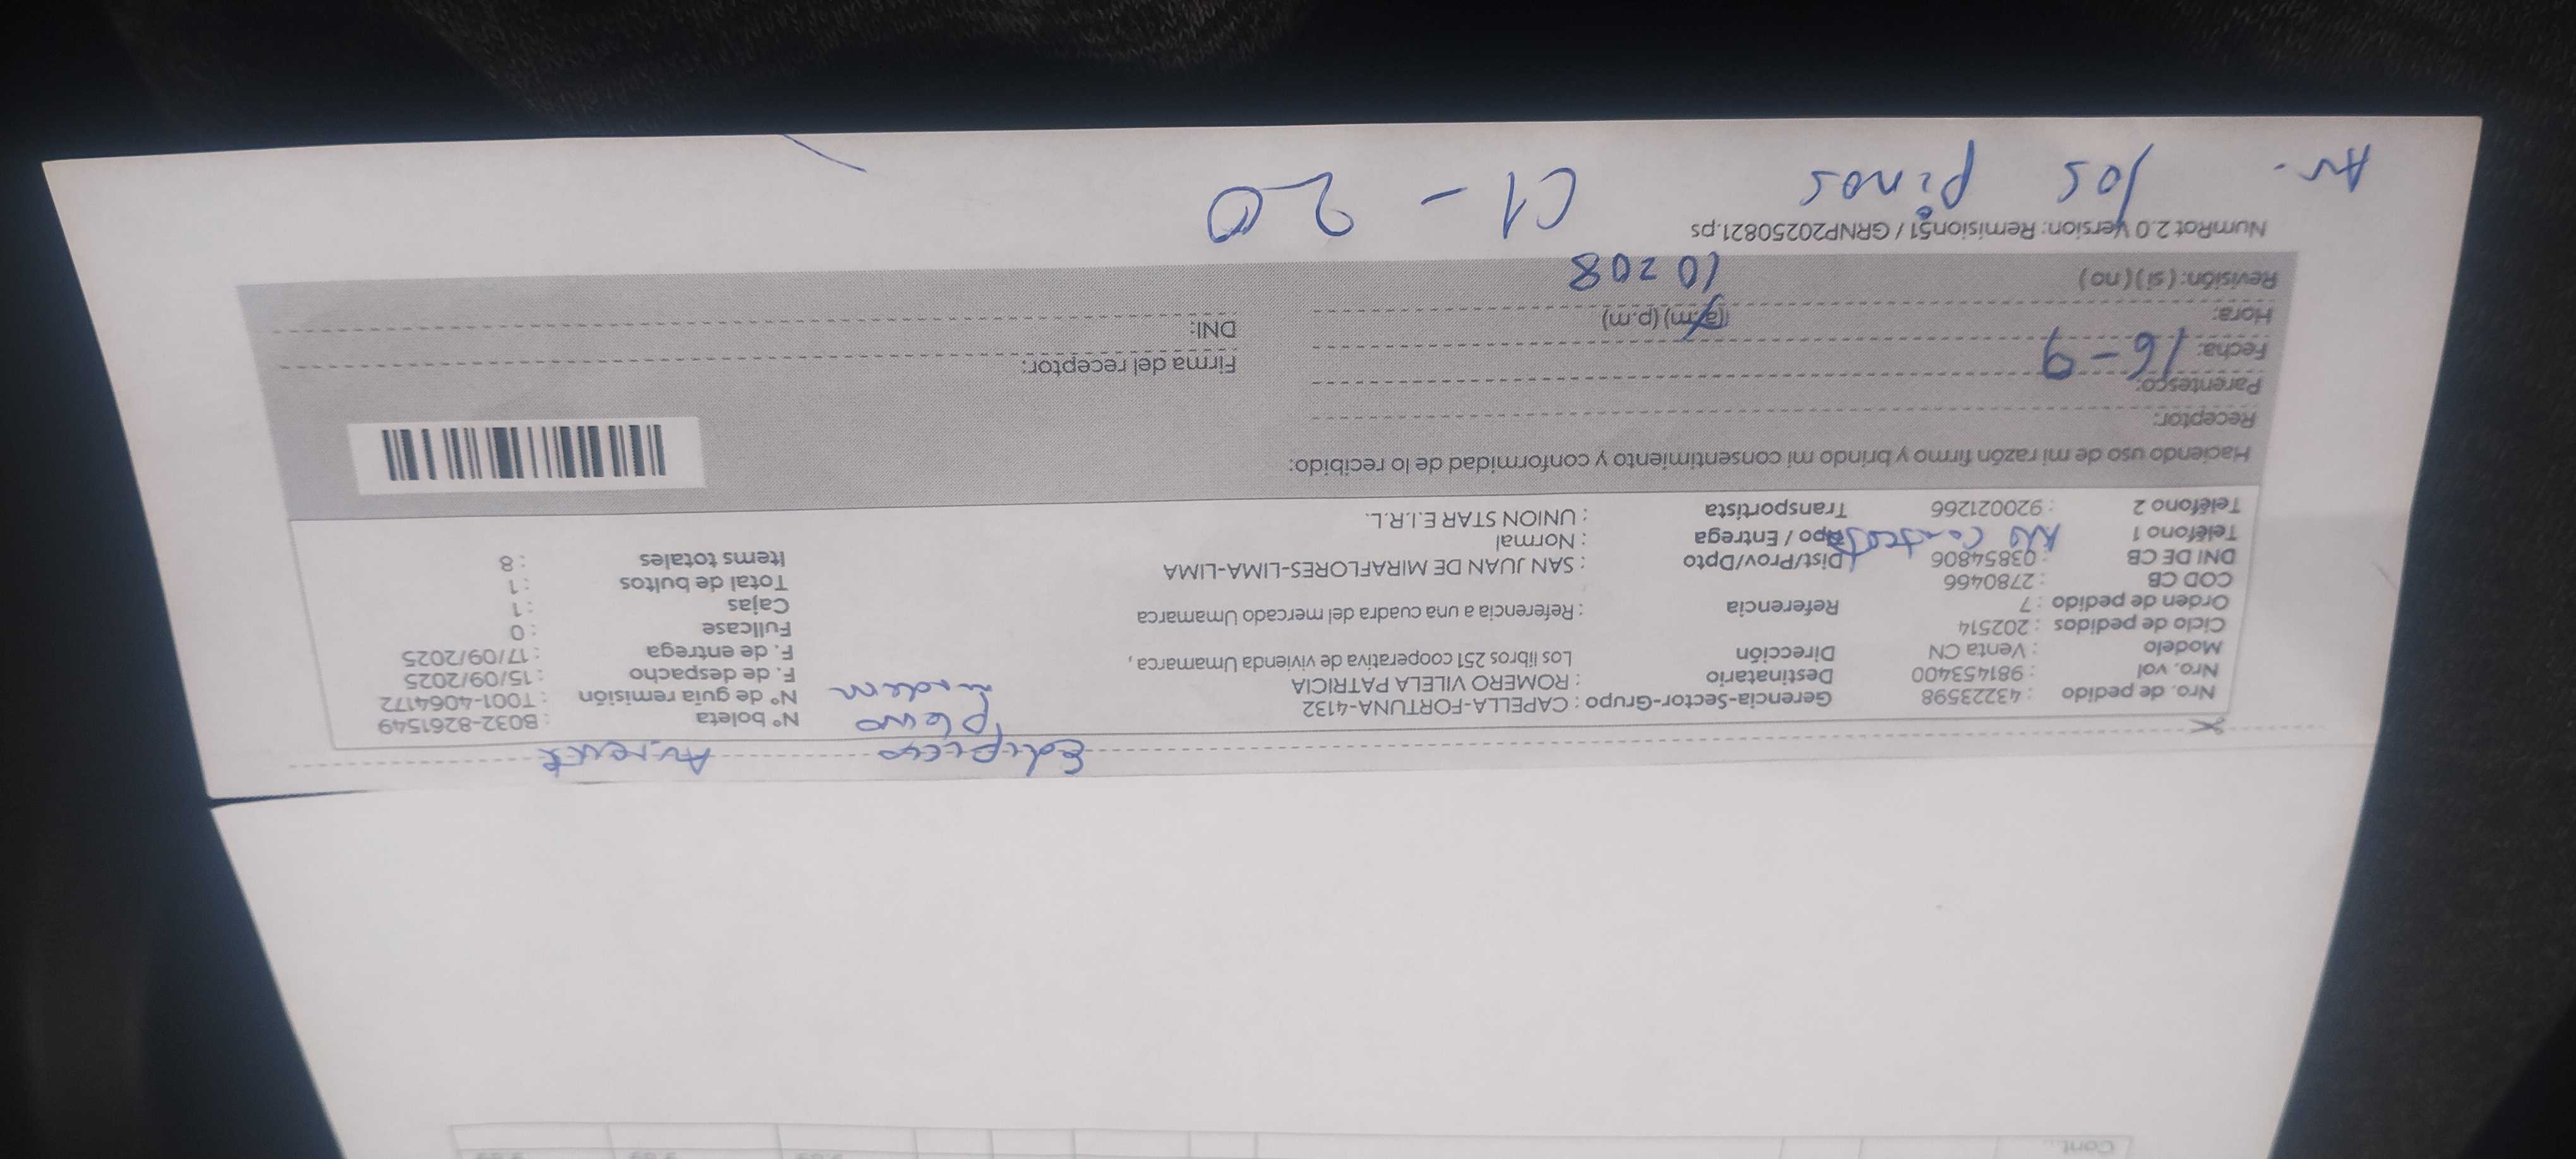 Edificio Avirenta
Nro. de pedido : 43223598 Gerencia-Sector-Grupo : CAPELLA-FORTUNA-4132 pleno Nº boleta : B032-8261549
Nro. vol : 981453400 Destinatario : ROMERO VILELA PATRICIA Nº de guía remisión : T001-4064172
Modelo : Venta CN Dirección Los libros 251 cooperativa de vivienda Umamarca , F. de despacho : 15/09/2025
Ciclo de pedidos : 202514 F. de entrega : 17/09/2025
Orden de pedido : 7 Referencia : Referencia a una cuadra del mercado Umamarca Fullcase : 0
COD CB : 2780466 Cajas : 1
DNI DE CB : 03854806 Dist/Prov/Dpto : SAN JUAN DE MIRAFLORES-LIMA-LIMA Total de bultos : 1
Teléfono 1 No contesta Tipo / Entrega : Normal Items totales : 8
Teléfono 2 : 920021266 Transportista : UNION STAR E.I.R.L.
Haciendo uso de mi razón firmo y brindo mi consentimiento y conformidad de lo recibido:
Receptor:
Parentesco: Firma del receptor:
Fecha: 16-9
Hora: (a.m) (p.m) DNI:
Revisión: (si) (no) 10 208
NumRot 2.0 Version: Remision51 / GRNP20250821.ps
Av. los pinos C1 - 20